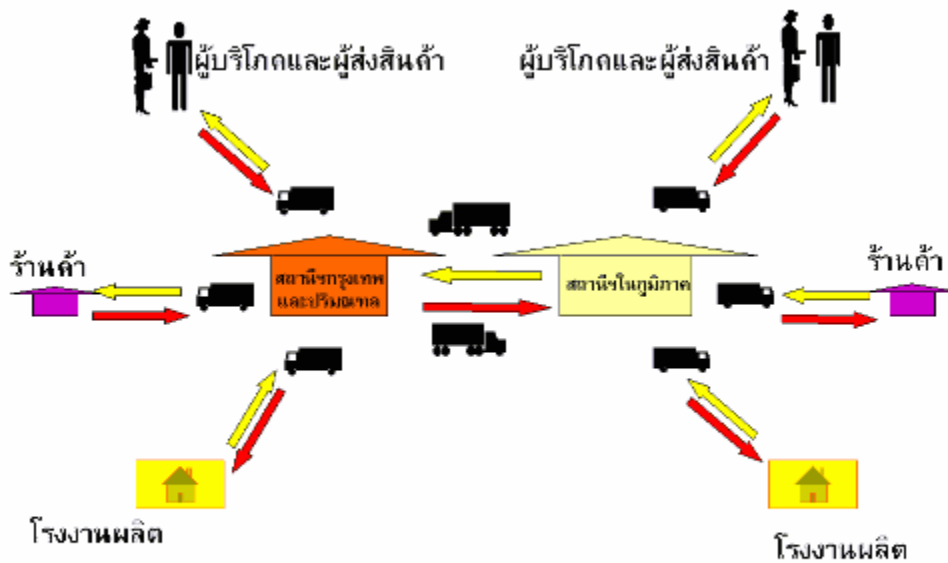 ผู้บริโภคและผู้ส่งสินค้า
ผู้บริโภคและผู้ส่งสินค้า
ร้านค้า
ร้านค้า
สถานีฯกรุงเทพ
และปริมณฑล
สถานีฯในภูมิภาค
โรงงานผลิต
โรงงานผลิต